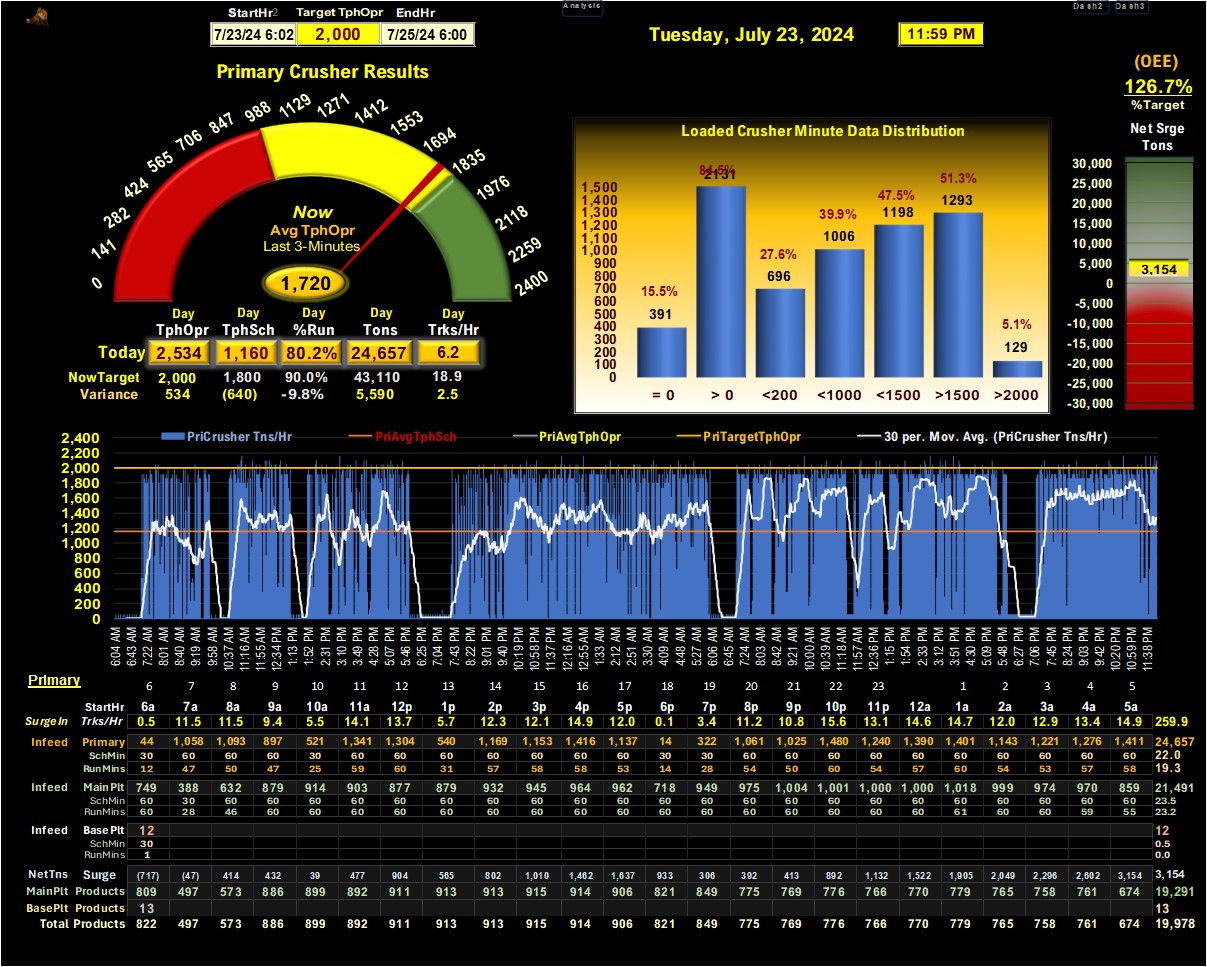 Analysis
Dash2 Dash3
StartHr2 Target TphOpr EndHr
7/23/24 6:02 2,000 7/25/24 6:00
Tuesday, July 23, 2024 11:59 PM
(OEE)
126.7%
%Target
Primary Crusher Results
0 141 282 424 565 706 847 988 1129 1271 1412 1553 1694 1835 1976 2118 2259 2400
Now
Avg TphOpr
Last 3-Minutes
1,720
Day Day Day Day Day
TphOpr TphSch %Run Tons Trks/Hr
Today 2,534 1,160 80.2% 24,657 6.2
NowTarget 2,000 1,800 90.0% 43,110 18.9
Variance 534 (640) -9.8% 5,590 2.5
Loaded Crusher Minute Data Distribution
1,500
1,400
1,300
1,200
1,100
1,000
900
800
700
600
500
400
300
200
100
0
15.5% 84.5% 27.6% 39.9% 47.5% 51.3% 5.1%
391 2131 696 1006 1198 1293 129
= 0 > 0 <200 <1000 <1500 >1500 >2000
Net Srge
Tons
30,000
25,000
20,000
15,000
10,000
5,000
0
-5,000
-10,000
-15,000
-20,000
-25,000
-30,000
3,154
PriCrusher Tns/Hr PriAvgTphSch PriAvgTphOpr PriTargetTphOpr 30 per. Mov. Avg. (PriCrusher Tns/Hr)
2,400
2,200
2,000
1,800
1,600
1,400
1,200
1,000
800
600
400
200
0
6:04 AM 6:43 AM 7:22 AM 8:01 AM 8:40 AM 9:19 AM 9:58 AM 10:37 AM 11:16 AM 11:55 AM 12:34 PM 1:13 PM 1:52 PM 2:31 PM 3:10 PM 3:49 PM 4:28 PM 5:07 PM 5:46 PM 6:25 PM 7:04 PM 7:43 PM 8:22 PM 9:01 PM 9:40 PM 10:19 PM 10:58 PM 11:37 PM 12:16 AM 12:55 AM 1:33 AM 2:12 AM 2:51 AM 3:30 AM 4:09 AM 4:48 AM 5:27 AM 6:06 AM 6:45 AM 7:24 AM 8:03 AM 8:42 AM 9:21 AM 10:00 AM 10:39 AM 11:18 AM 11:57 AM 12:36 PM 1:15 PM 1:54 PM 2:33 PM 3:12 PM 3:51 PM 4:30 PM 5:09 PM 5:48 PM 6:27 PM 7:06 PM 7:45 PM 8:24 PM 9:03 PM 9:42 PM 10:20 PM 10:59 PM 11:38 PM
Primary
6 7 8 9 10 11 12 13 14 15 16 17 18 19 20 21 22 23 1 2 3 4 5
StartHr 6a 7a 8a 9a 10a 11a 12p 1p 2p 3p 4p 5p 6p 7p 8p 9p 10p 11p 12a 1a 2a 3a 4a 5a
SurgeIn Trks/Hr 0.5 11.5 11.5 9.4 5.5 14.1 13.7 5.7 12.3 12.1 14.9 12.0 0.1 3.4 11.2 10.8 15.6 13.1 14.6 14.7 12.0 12.9 13.4 14.9 259.9
Infeed Primary 44 1,058 1,093 897 521 1,341 1,304 540 1,169 1,153 1,416 1,137 14 322 1,061 1,025 1,480 1,240 1,390 1,401 1,143 1,221 1,276 1,411 24,657
SchMin 30 60 60 60 30 60 60 60 60 60 60 60 30 30 60 60 60 60 60 60 60 60 60 60 22.0
RunMins 12 47 50 47 25 59 60 31 57 58 58 53 14 28 54 50 60 54 57 60 54 53 57 58 19.3
Infeed MainPlt 749 388 632 879 914 903 877 879 932 945 964 962 718 949 975 1,004 1,001 1,000 1,000 1,018 999 974 970 859 21,491
SchMin 60 30 60 60 60 60 60 60 60 60 60 60 60 60 60 60 60 60 60 60 60 60 60 60 23.5
RunMins 60 28 46 60 60 60 60 60 60 60 60 60 60 60 60 60 60 60 60 61 60 60 59 55 23.2
Infeed Base Plt 12 12
SchMin 30 0.5
RunMins 1 0.0
NetTns Surge (717) (47) 414 432 39 477 904 565 802 1,010 1,462 1,637 933 306 392 413 892 1,132 1,522 1,905 2,049 2,296 2,602 3,154 3,154
MainPlt Products 809 497 573 886 899 892 911 913 913 915 914 906 821 849 775 769 776 766 770 779 765 758 761 674 19,291
BasePlt Products 13 13
Total Products 822 497 573 886 899 892 911 913 913 915 914 906 821 849 775 769 776 766 770 779 765 758 761 674 19,978